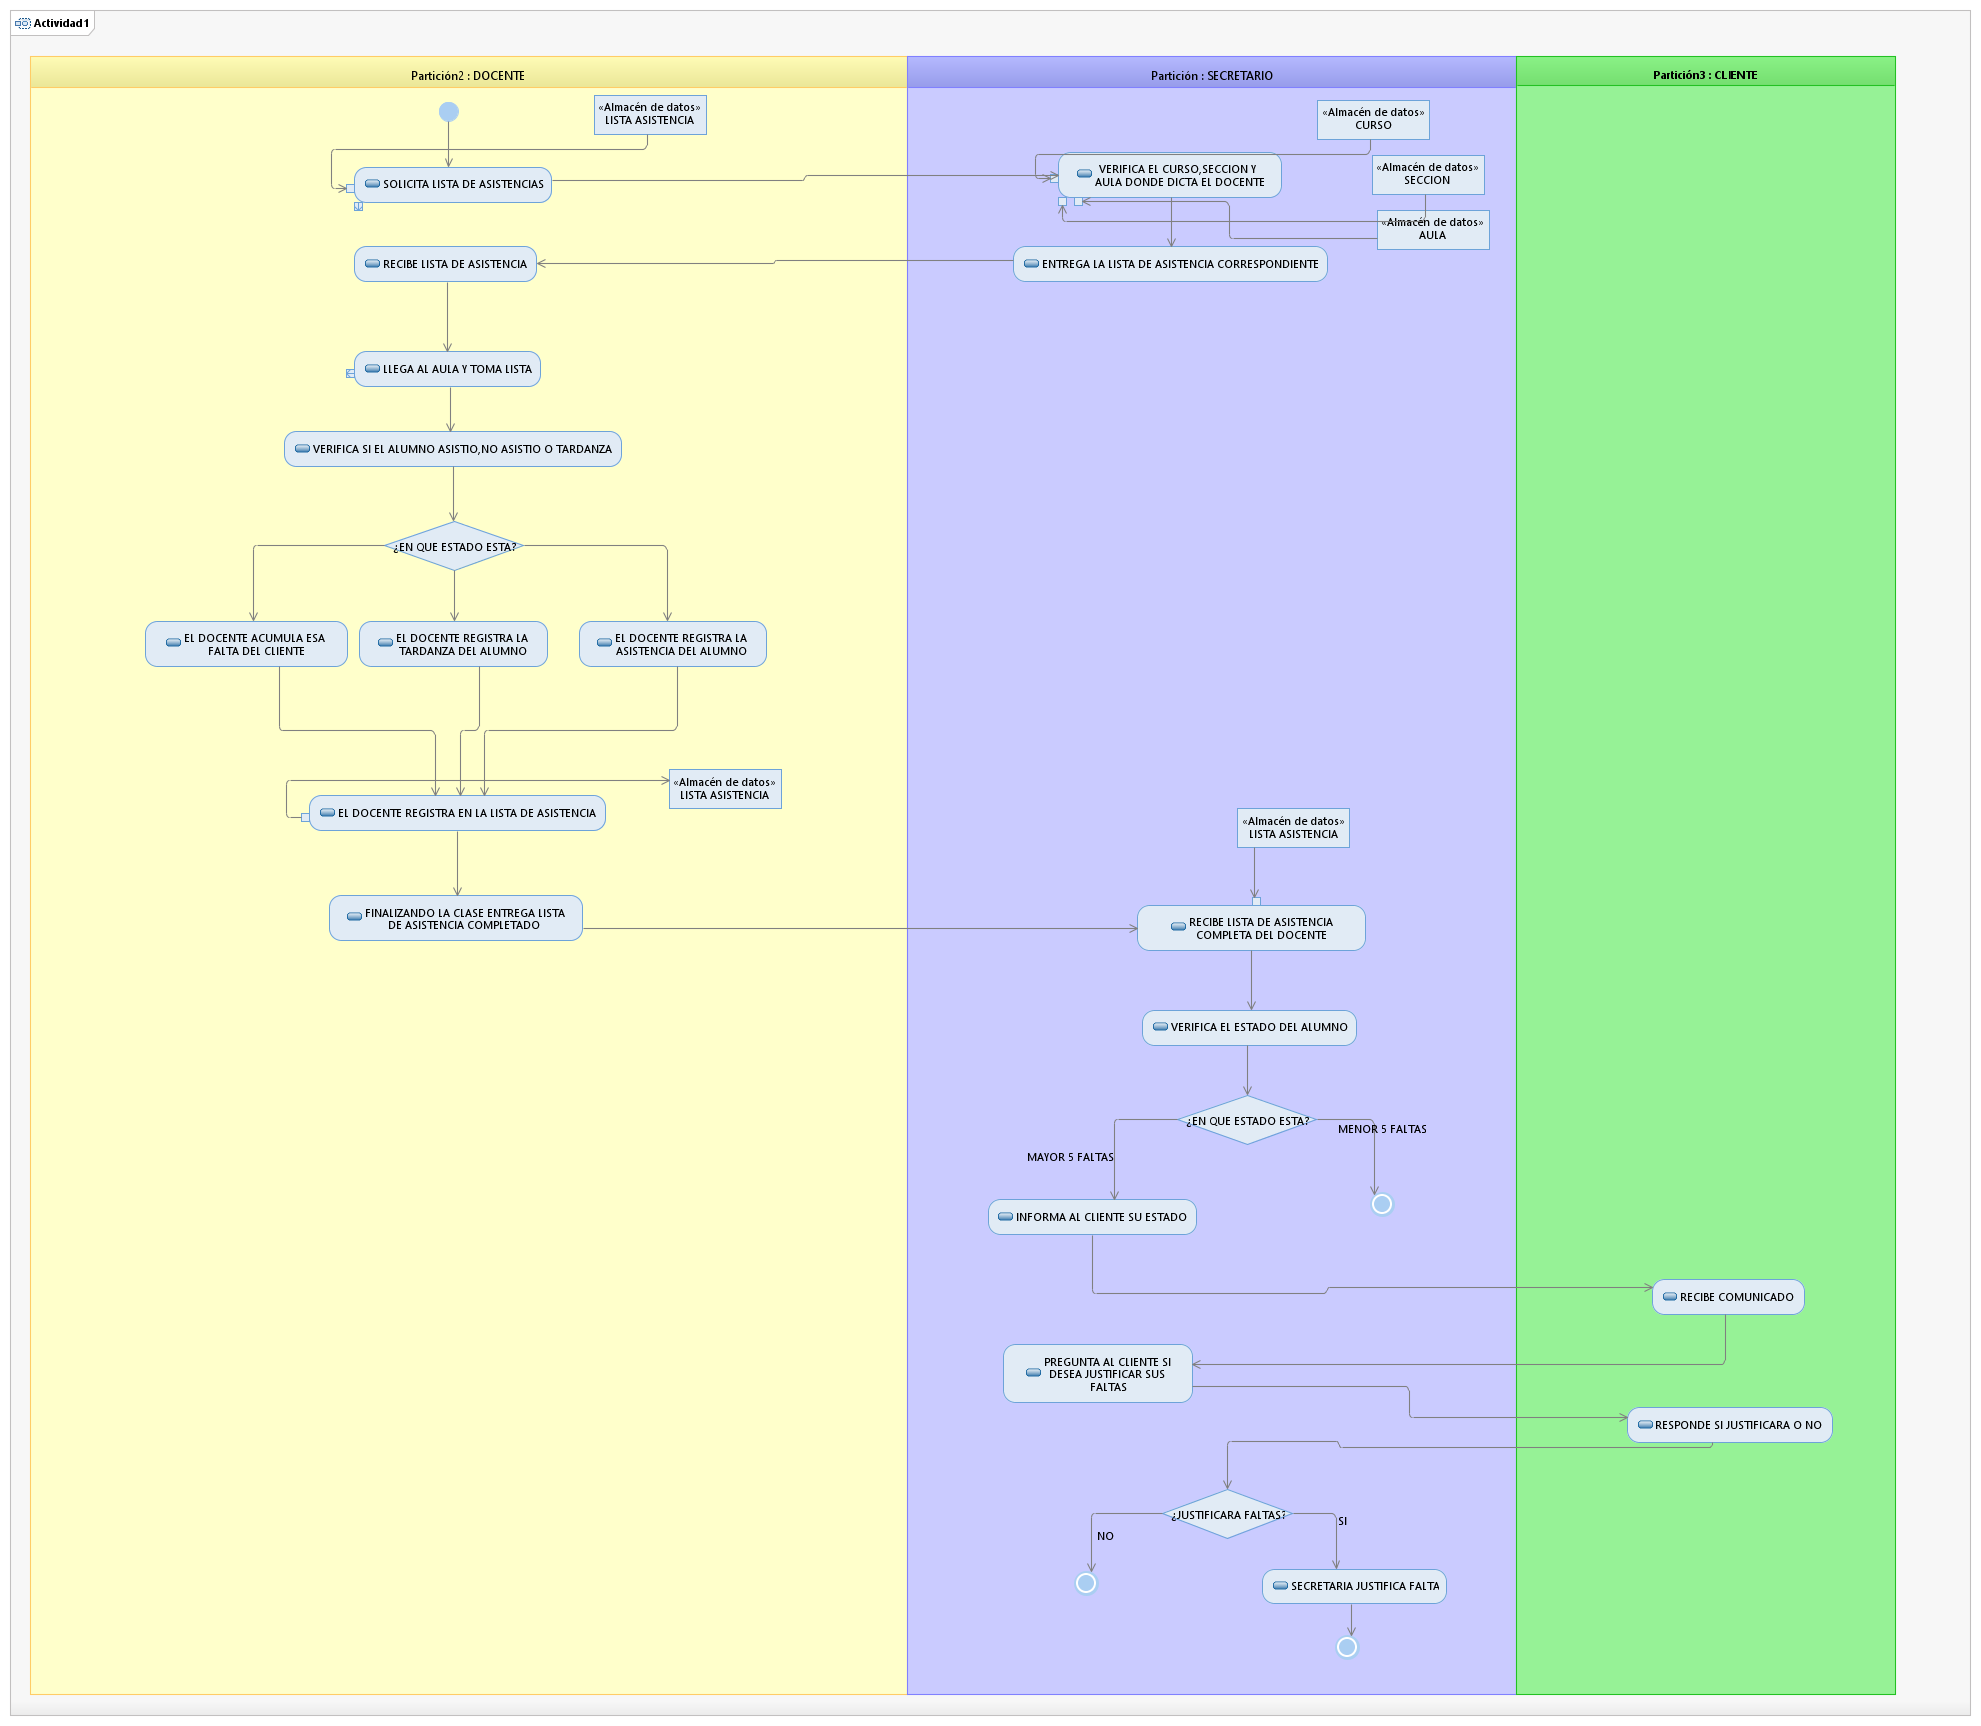 Actividad1
Partición2 : DOCENTE
Partición : SECRETARIO
Partición3 : CLIENTE
«Almacén de datos»
LISTA ASISTENCIA
«Almacén de datos»
CURSO
SOLICITA LISTA DE ASISTENCIAS
VERIFICA EL CURSO,SECCION Y
AULA DONDE DICTA EL DOCENTE
«Almacén de datos»
SECCION
«Almacén de datos»
AULA
RECIBE LISTA DE ASISTENCIA
ENTREGA LA LISTA DE ASISTENCIA CORRESPONDIENTE
LLEGA AL AULA Y TOMA LISTA
VERIFICA SI EL ALUMNO ASISTIO,NO ASISTIO O TARDANZA
¿EN QUE ESTADO ESTA?
EL DOCENTE ACUMULA ESA
FALTA DEL CLIENTE
EL DOCENTE REGISTRA LA
TARDANZA DEL ALUMNO
EL DOCENTE REGISTRA LA
ASISTENCIA DEL ALUMNO
«Almacén de datos»
LISTA ASISTENCIA
EL DOCENTE REGISTRA EN LA LISTA DE ASISTENCIA
«Almacén de datos»
LISTA ASISTENCIA
FINALIZANDO LA CLASE ENTREGA LISTA
DE ASISTENCIA COMPLETADO
RECIBE LISTA DE ASISTENCIA
COMPLETA DEL DOCENTE
VERIFICA EL ESTADO DEL ALUMNO
¿EN QUE ESTADO ESTA?
MENOR 5 FALTAS
MAYOR 5 FALTAS
INFORMA AL CLIENTE SU ESTADO
RECIBE COMUNICADO
PREGUNTA AL CLIENTE SI
DESEA JUSTIFICAR SUS
FALTAS
RESPONDE SI JUSTIFICARA O NO
¿JUSTIFICARA FALTAS?
SI
NO
SECRETARIA JUSTIFICA FALTA